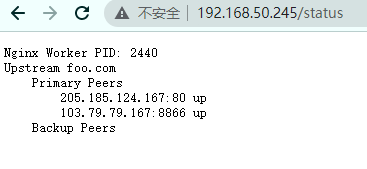 不安全 192.168.50.245/status
Nginx Worker PID: 2440
Upstream foo.com
Primary Peers
205.185.124.167:80 up
103.79.79.167:8866 up
Backup Peers